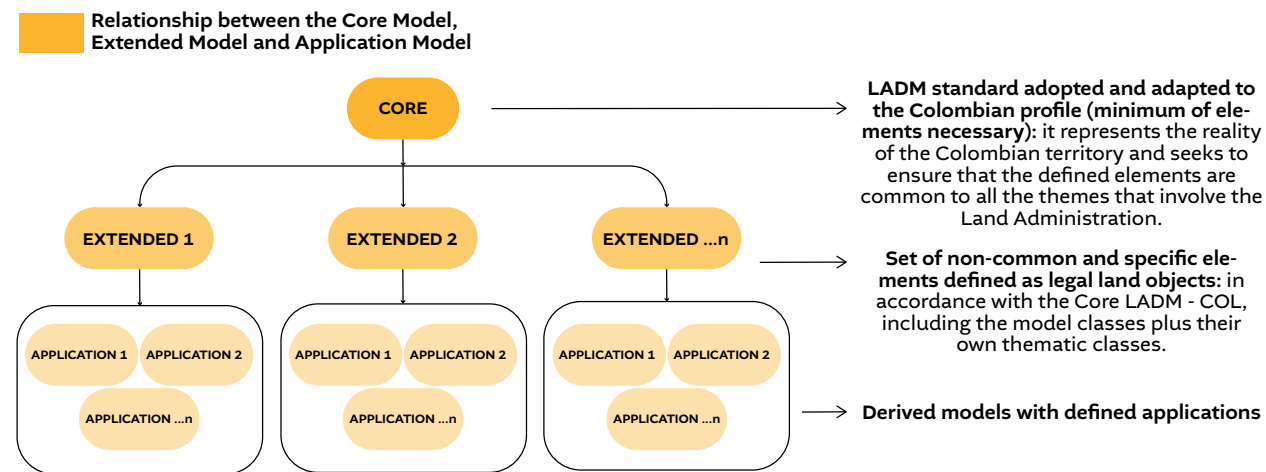 Relationship between the Core Model,
Extended Model and Application Model
CORE
LADM standard adopted and adapted to
the Colombian profile (minimum of ele-
ments necessary): it represents the reality
of the Colombian territory and seeks to
ensure that the defined elements are
common to all the themes that involve the
Land Administration.
EXTENDED 1
EXTENDED 2
EXTENDED ...n
Set of non-common and specific ele-
ments defined as legal land objects: in
accordance with the Core LADM - COL,
including the model classes plus their
own thematic classes.
APPLICATION 1
APPLICATION 2
APPLICATION ...n
APPLICATION 1
APPLICATION 2
APPLICATION ...n
APPLICATION 1
APPLICATION 2
APPLICATION ...n
Derived models with defined applications